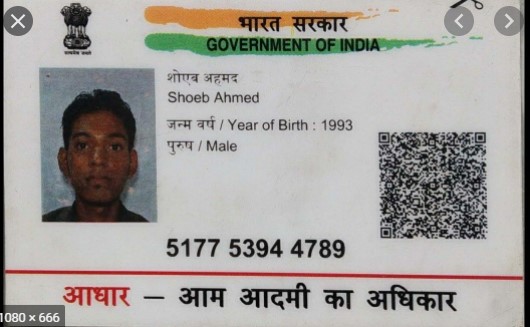 भारत सरकार
GOVERNMENT OF INDIA
शोएब अहमद
Shoeb Ahmed
जन्म वर्ष / Year of Birth : 1993
पुरुष / Male
5177 5394 4789
आधार — आम आदमी का अधिकार
1080 × 666